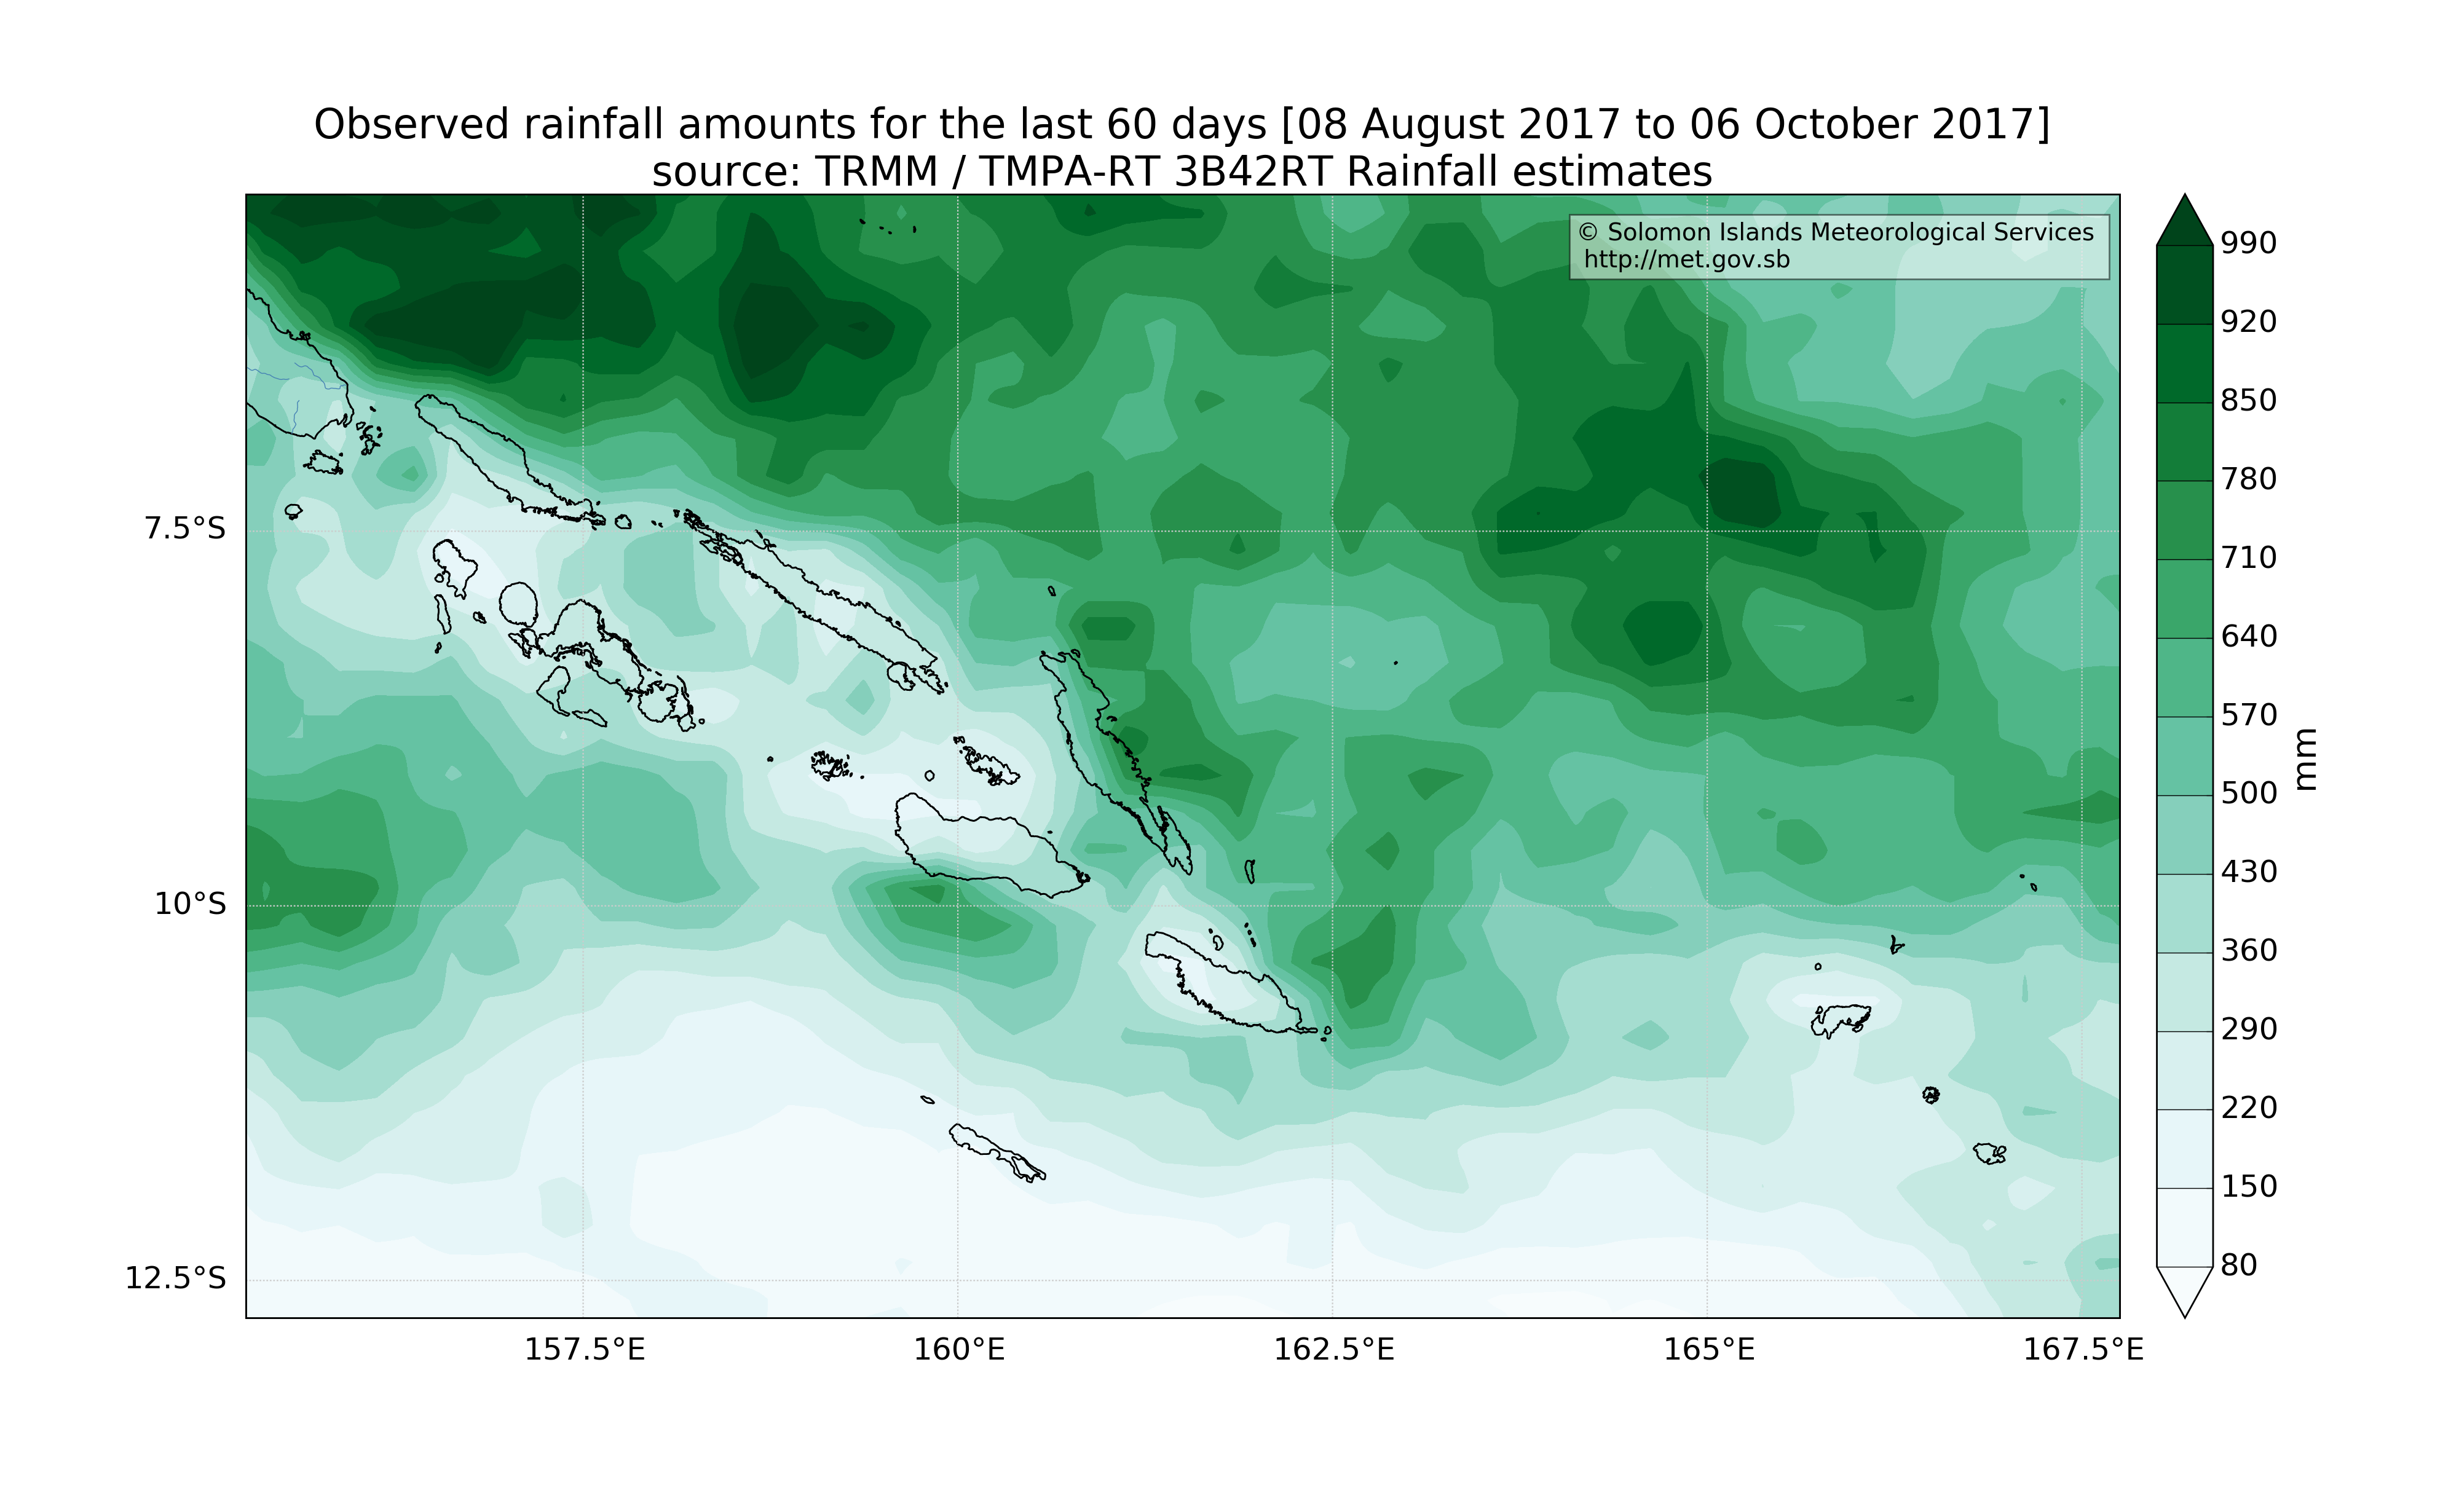 Observed rainfall amounts for the last 60 days [08 August 2017 to 06 October 2017]
source: TRMM / TMPA-RT 3B42RT Rainfall estimates
© Solomon Islands Meteorological Services
http://met.gov.sb
990
920
850
780
710
640
570
500
430
360
290
220
150
80
mm
7.5°S
10°S
12.5°S
157.5°E
160°E
162.5°E
165°E
167.5°E